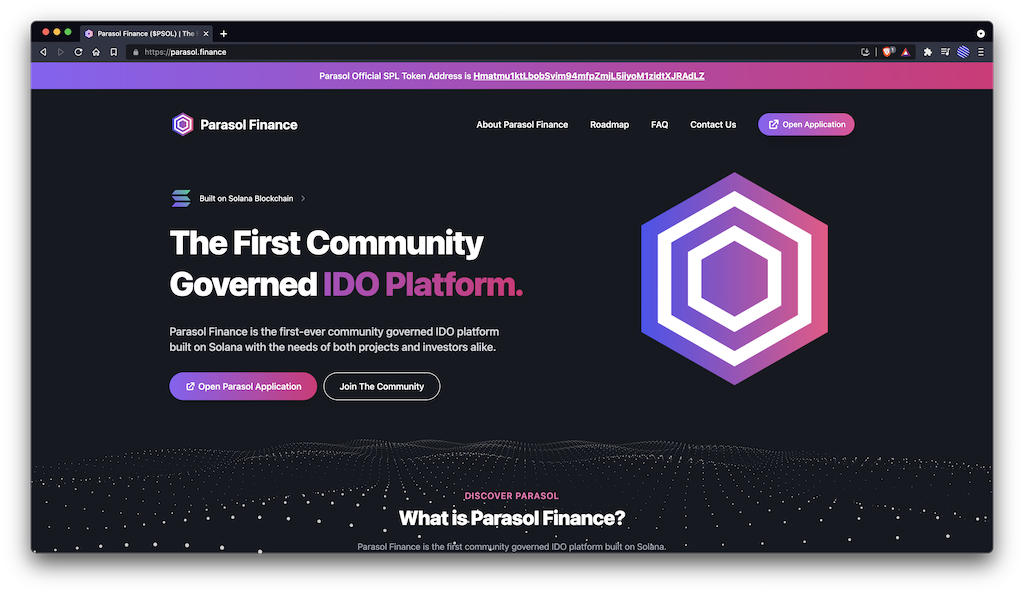 Parasol Finance ($PSOL) | The
https://parasol.finance
Parasol Official SPL Token Address is Hmatmu1ktLbobSvim94mfpZmjL5iiyoM1zidtXJRAdLZ
Parasol Finance
About Parasol Finance
Roadmap
FAQ
Contact Us
Open Application
Built on Solana Blockchain
The First Community
Governed IDO Platform.
Parasol Finance is the first-ever community governed IDO platform
built on Solana with the needs of both projects and investors alike.
Open Parasol Application
Join The Community
DISCOVER PARASOL
What is Parasol Finance?
Parasol Finance is the first community governed IDO platform built on Solana.